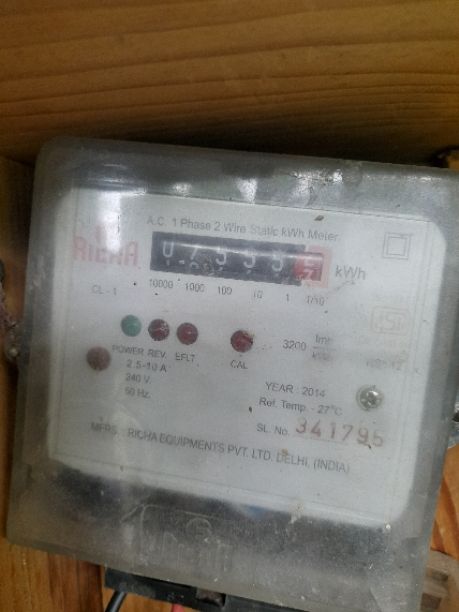 A.C. 1 Phase 2 Wire Static kWh Meter
RICHA
kWh
CL - 1
10000 1000 100 10 1 1/10
POWER REV. EFLT
CAL
3200 Imp
2.5-10 A
240 V.
50 Hz.
YEAR : 2014
Ref. Temp. - 27°C
SL. No. 341795
MFRS. : RICHA EQUIPMENTS PVT. LTD. DELHI, (INDIA)